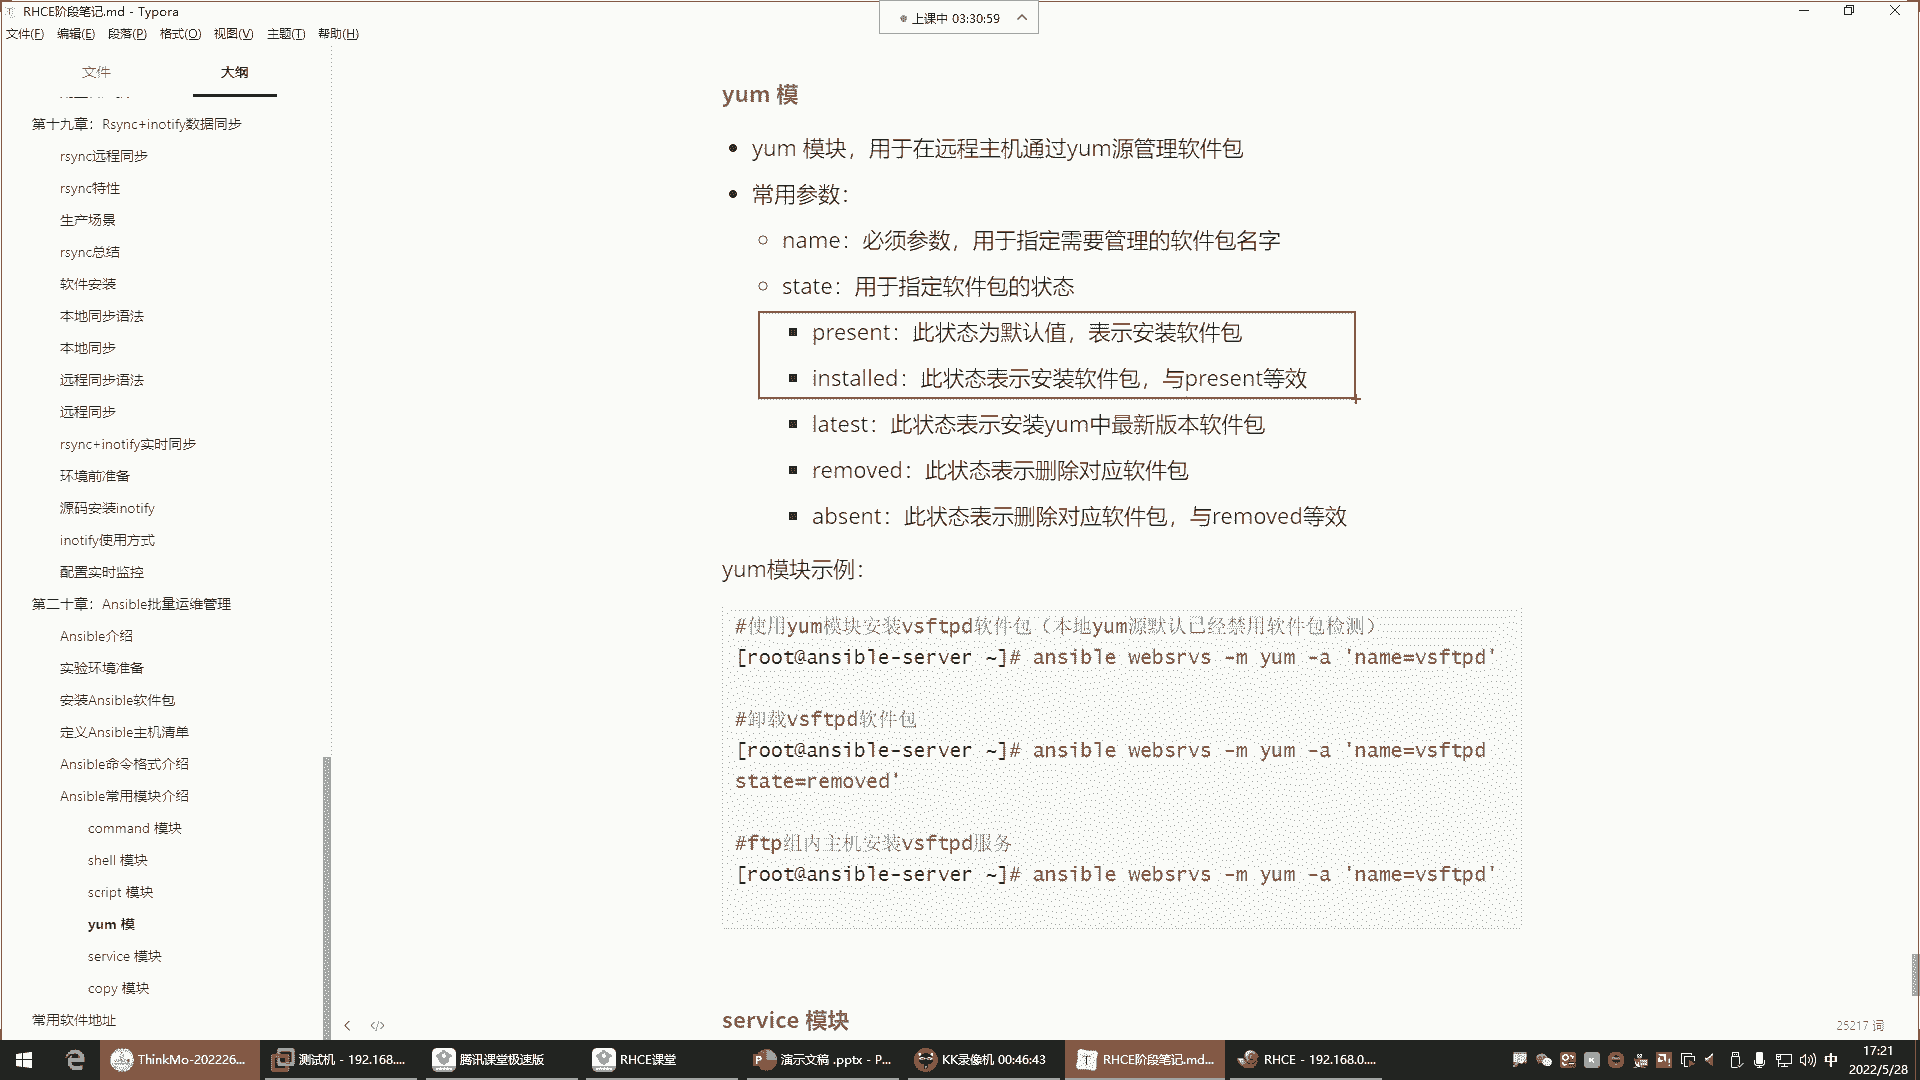 RHCE阶段笔记.md - Typora
上课中 03:30:59
文件(F) 编辑(E) 段落(P) 格式(O) 视图(V) 主题(T) 帮助(H)
文件 大纲
第十九章：Rsync+inotify数据同步
rsync远程同步
rsync特性
生产场景
rsync总结
软件安装
本地同步语法
本地同步
远程同步语法
远程同步
rsync+inotify实时同步
环境前准备
源码安装inotify
inotify使用方式
配置实时监控
第二十章：Ansible批量运维管理
Ansible介绍
实验环境准备
安装Ansible软件包
定义Ansible主机清单
Ansible命令格式介绍
Ansible常用模块介绍
command 模块
shell 模块
script 模块
yum 模
service 模块
copy 模块
常用软件地址
yum 模
yum 模块，用于在远程主机通过yum源管理软件包
常用参数：
name：必须参数，用于指定需要管理的软件包名字
state：用于指定软件包的状态
present：此状态为默认值，表示安装软件包
installed：此状态表示安装软件包，与present等效
latest：此状态表示安装yum中最新版本软件包
removed：此状态表示删除对应软件包
absent：此状态表示删除对应软件包，与removed等效
yum模块示例：
#使用yum模块安装vsftpd软件包（本地yum源默认已经禁用软件包检测）
[root@ansible-server ~]# ansible websrvs -m yum -a 'name=vsftpd'
#卸载vsftpd软件包
[root@ansible-server ~]# ansible websrvs -m yum -a 'name=vsftpd
state=removed'
#ftp组内主机安装vsftpd服务
[root@ansible-server ~]# ansible websrvs -m yum -a 'name=vsftpd'
service 模块
25217 词
ThinkMo-202226...
测试机 - 192.168....
腾讯课堂极速版
RHCE课堂
演示文稿 .pptx - P...
KK录像机 00:46:43
RHCE阶段笔记.md...
RHCE - 192.168.0....
中
17:21
2022/5/28